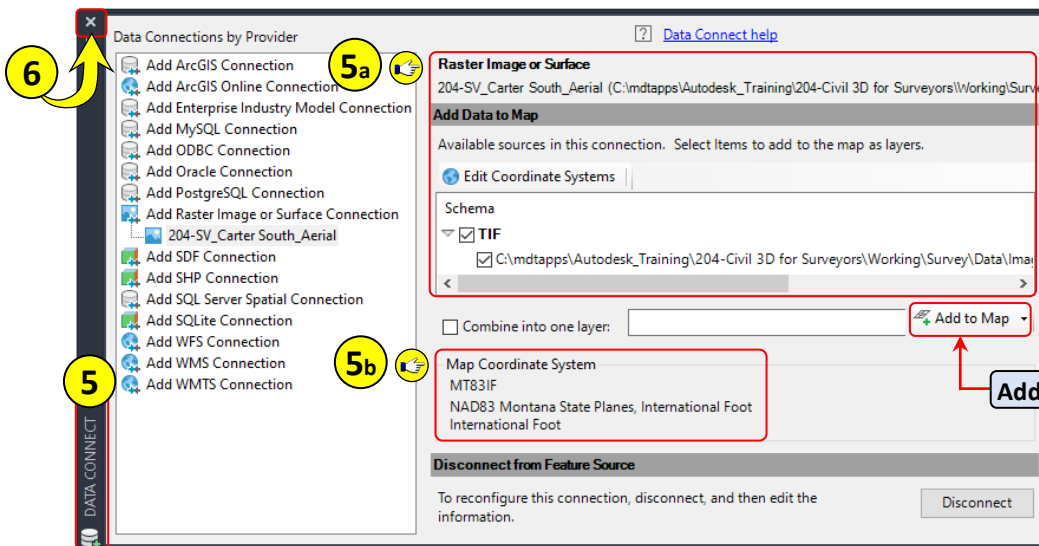 6
DATA CONNECT
5
Data Connections by Provider
Add ArcGIS Connection
Add ArcGIS Online Connection
Add Enterprise Industry Model Connection
Add MySQL Connection
Add ODBC Connection
Add Oracle Connection
Add PostgreSQL Connection
Add Raster Image or Surface Connection
204-SV_Carter South_Aerial
Add SDF Connection
Add SHP Connection
Add SQL Server Spatial Connection
Add SQLite Connection
Add WFS Connection
Add WMS Connection
Add WMTS Connection
? Data Connect help
5a
Raster Image or Surface
204-SV_Carter South_Aerial (C:\mdtapps\Autodesk_Training\204-Civil 3D for Surveyors\Working\Surve
Add Data to Map
Available sources in this connection. Select Items to add to the map as layers.
Edit Coordinate Systems
Schema
TIF
C:\mdtapps\Autodesk_Training\204-Civil 3D for Surveyors\Working\Survey\Data\Imag
Combine into one layer:
Add to Map
Add
5b
Map Coordinate System
MT83IF
NAD83 Montana State Planes, International Foot
International Foot
Disconnect from Feature Source
To reconfigure this connection, disconnect, and then edit the
information.
Disconnect